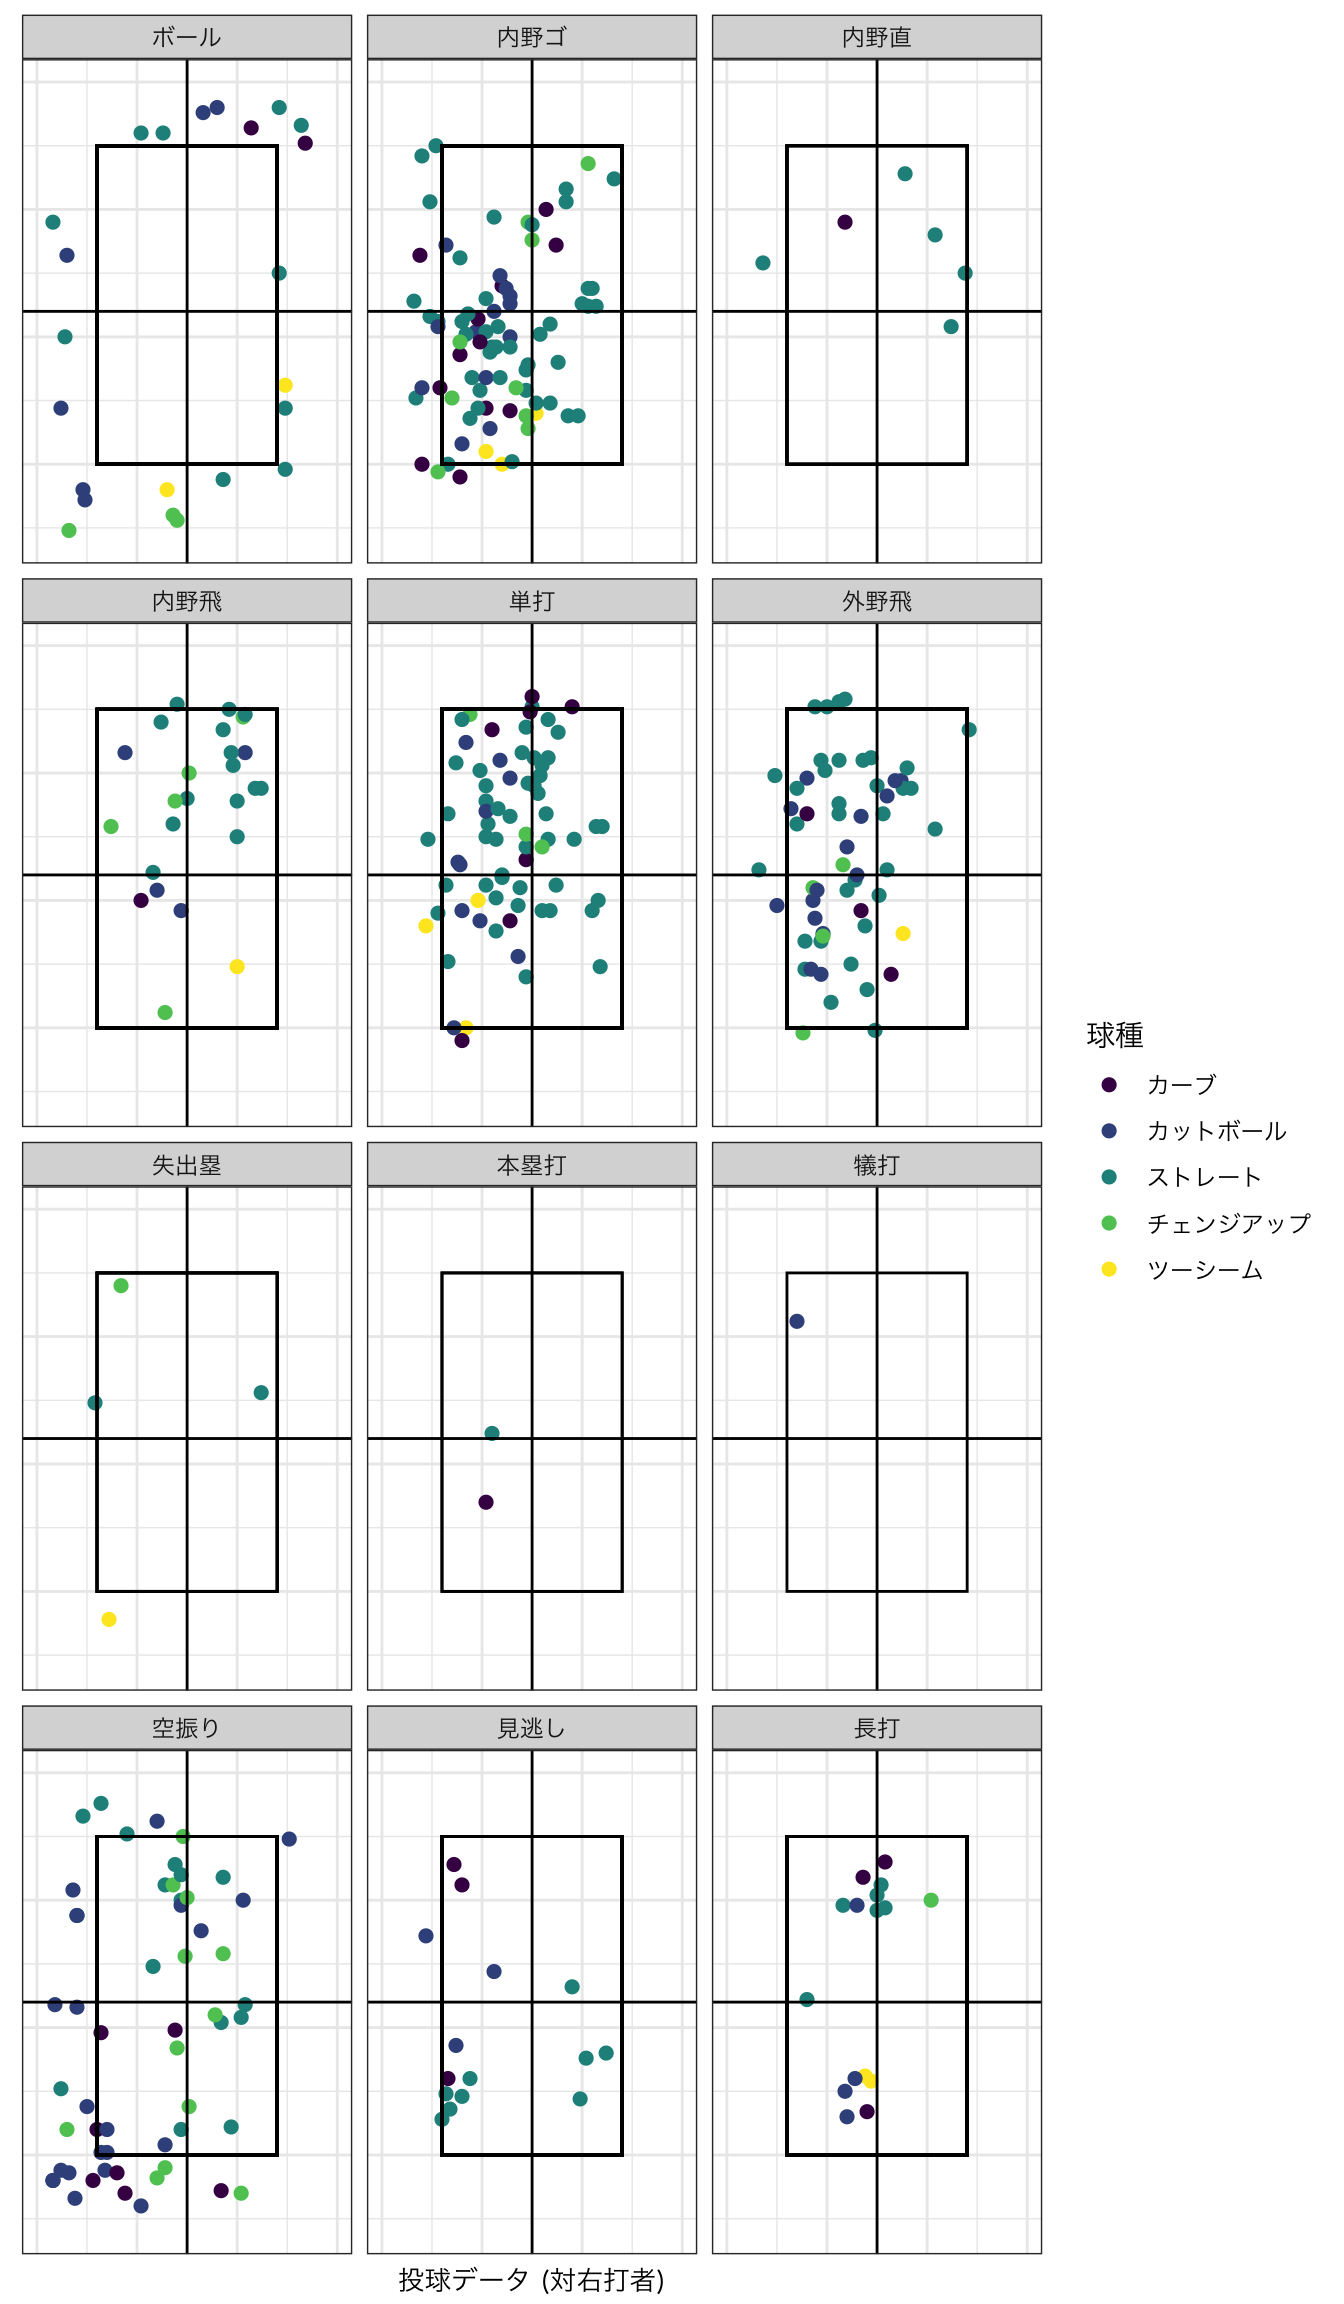 ボール
内野ゴ
内野直
内野飛
単打
外野飛
球種
カーブ
カットボール
ストレート
チェンジアップ
ツーシーム
失出塁
本塁打
犠打
空振り
見逃し
長打
投球データ (対右打者)